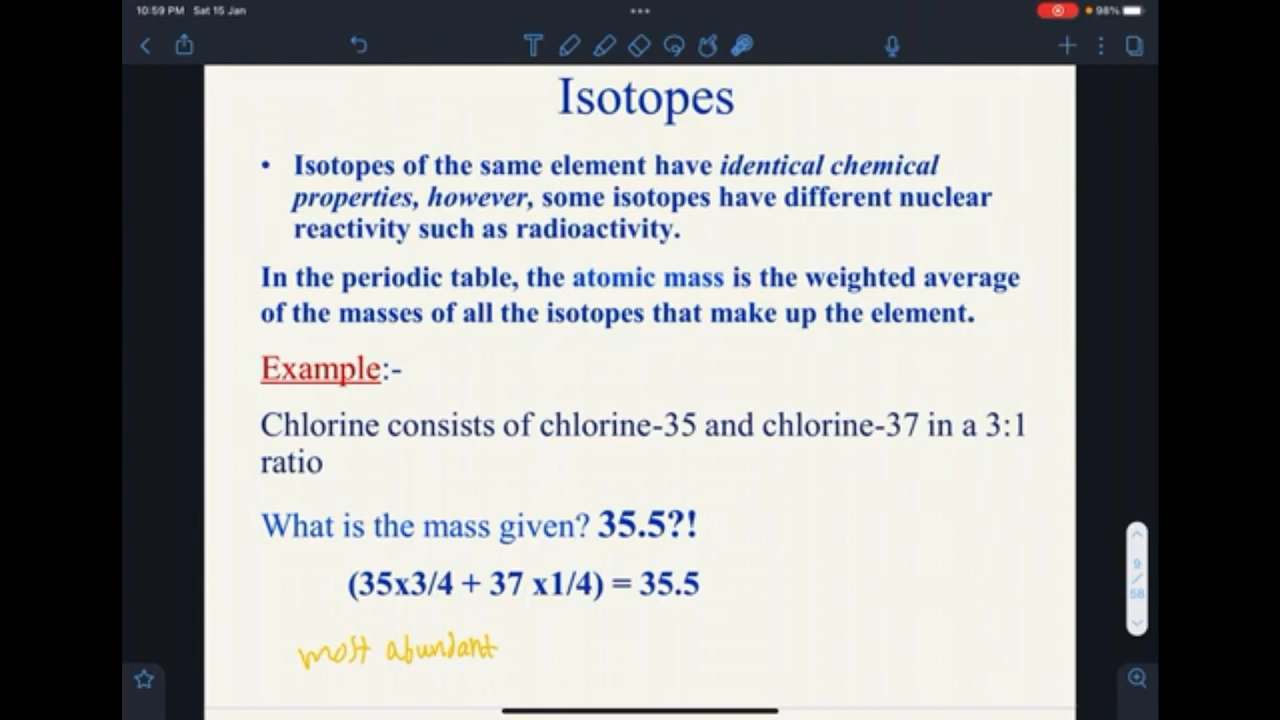 10:59 PM Sat 15 Jan
98%
Isotopes
• Isotopes of the same element have identical chemical
properties, however, some isotopes have different nuclear
reactivity such as radioactivity.
In the periodic table, the atomic mass is the weighted average
of the masses of all the isotopes that make up the element.
Example:-
Chlorine consists of chlorine-35 and chlorine-37 in a 3:1
ratio
What is the mass given? 35.5?!
(35x3/4 + 37 x1/4) = 35.5
most abundant
9
/
58